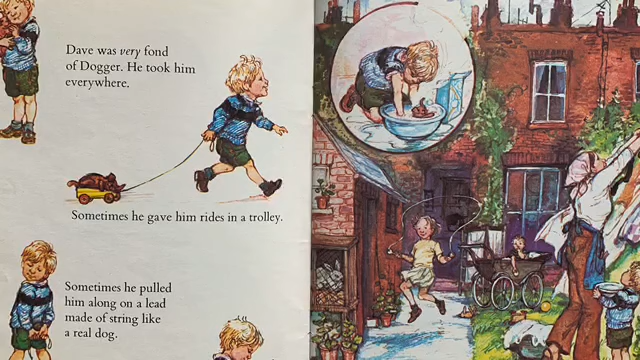 Dave was very fond
of Dogger. He took him
everywhere.
Sometimes he gave him rides in a trolley.
Sometimes he pulled
him along on a lead
made of string like
a real dog.